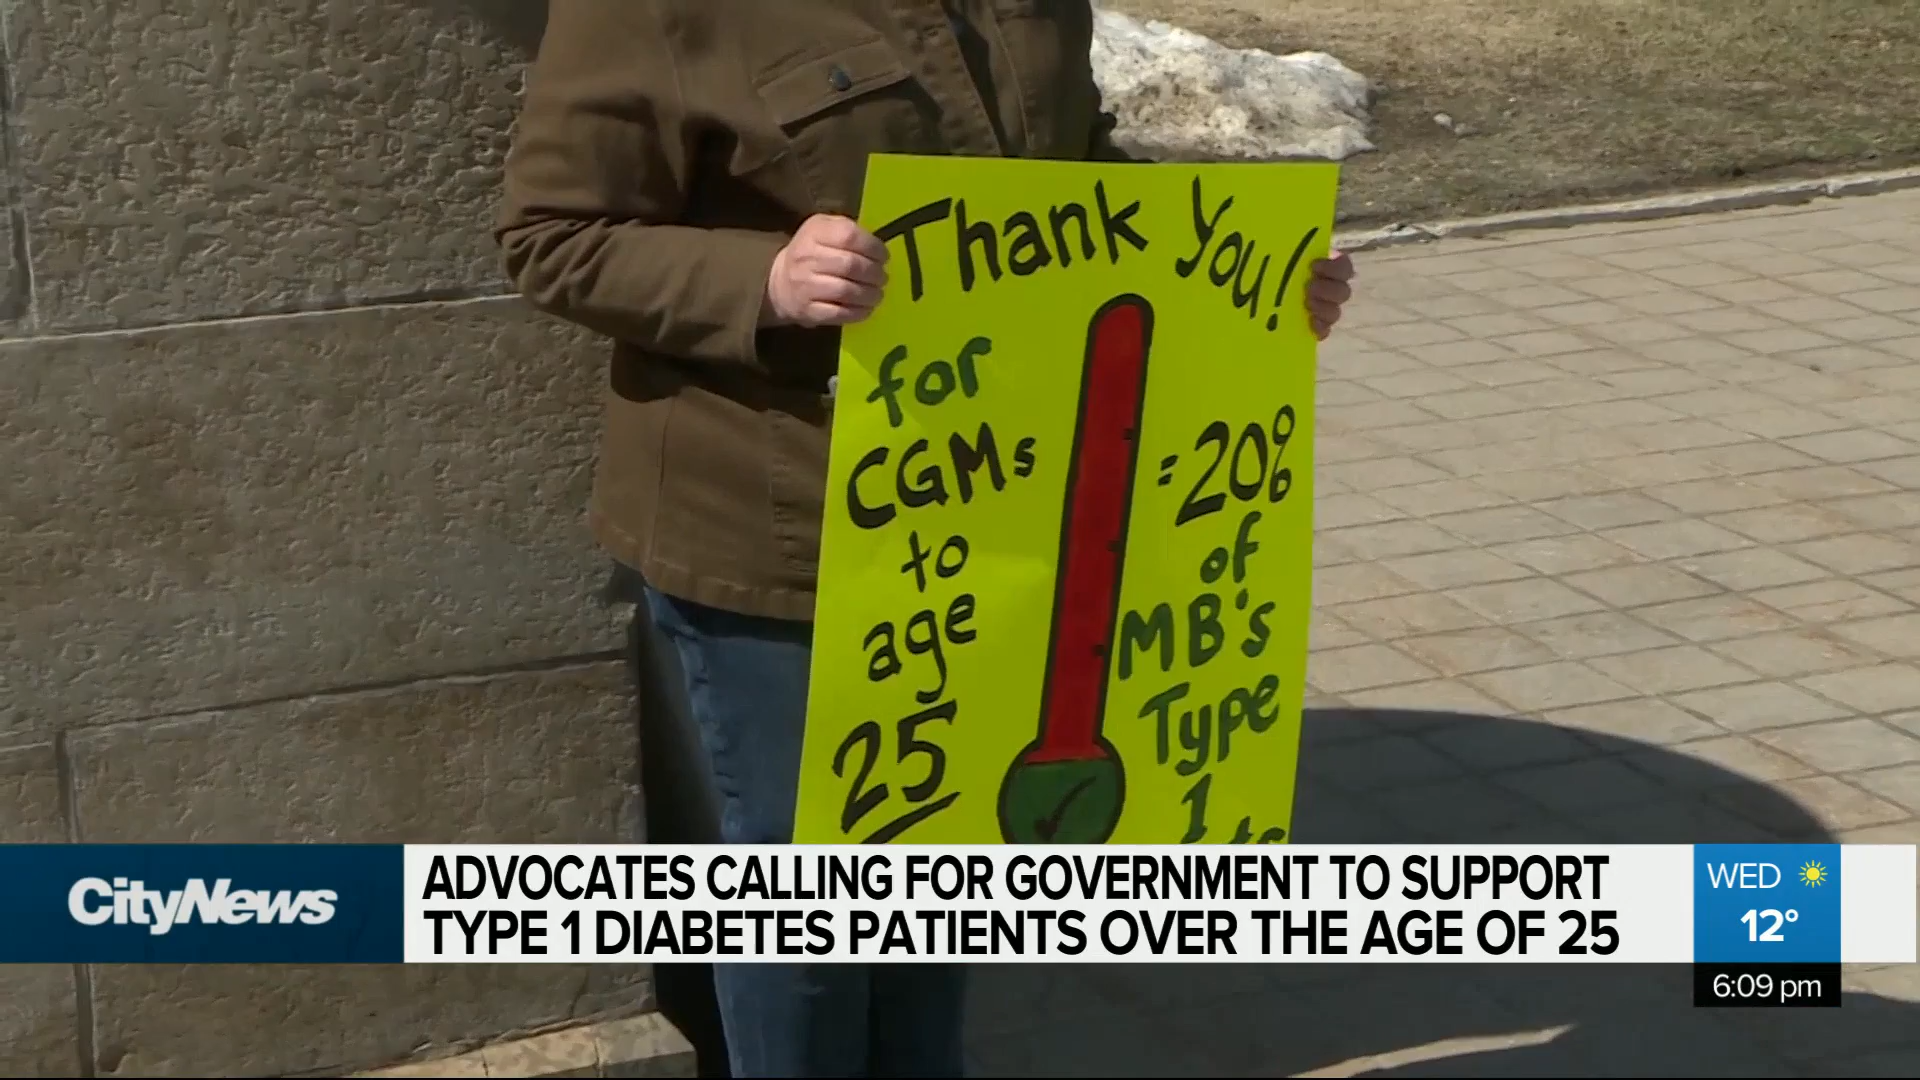 Thank You!
for
CGMs
to
age
25
= 20%
of
MB's
Type
1
CityNews
ADVOCATES CALLING FOR GOVERNMENT TO SUPPORT
TYPE 1 DIABETES PATIENTS OVER THE AGE OF 25
WED
12°
6:09 pm